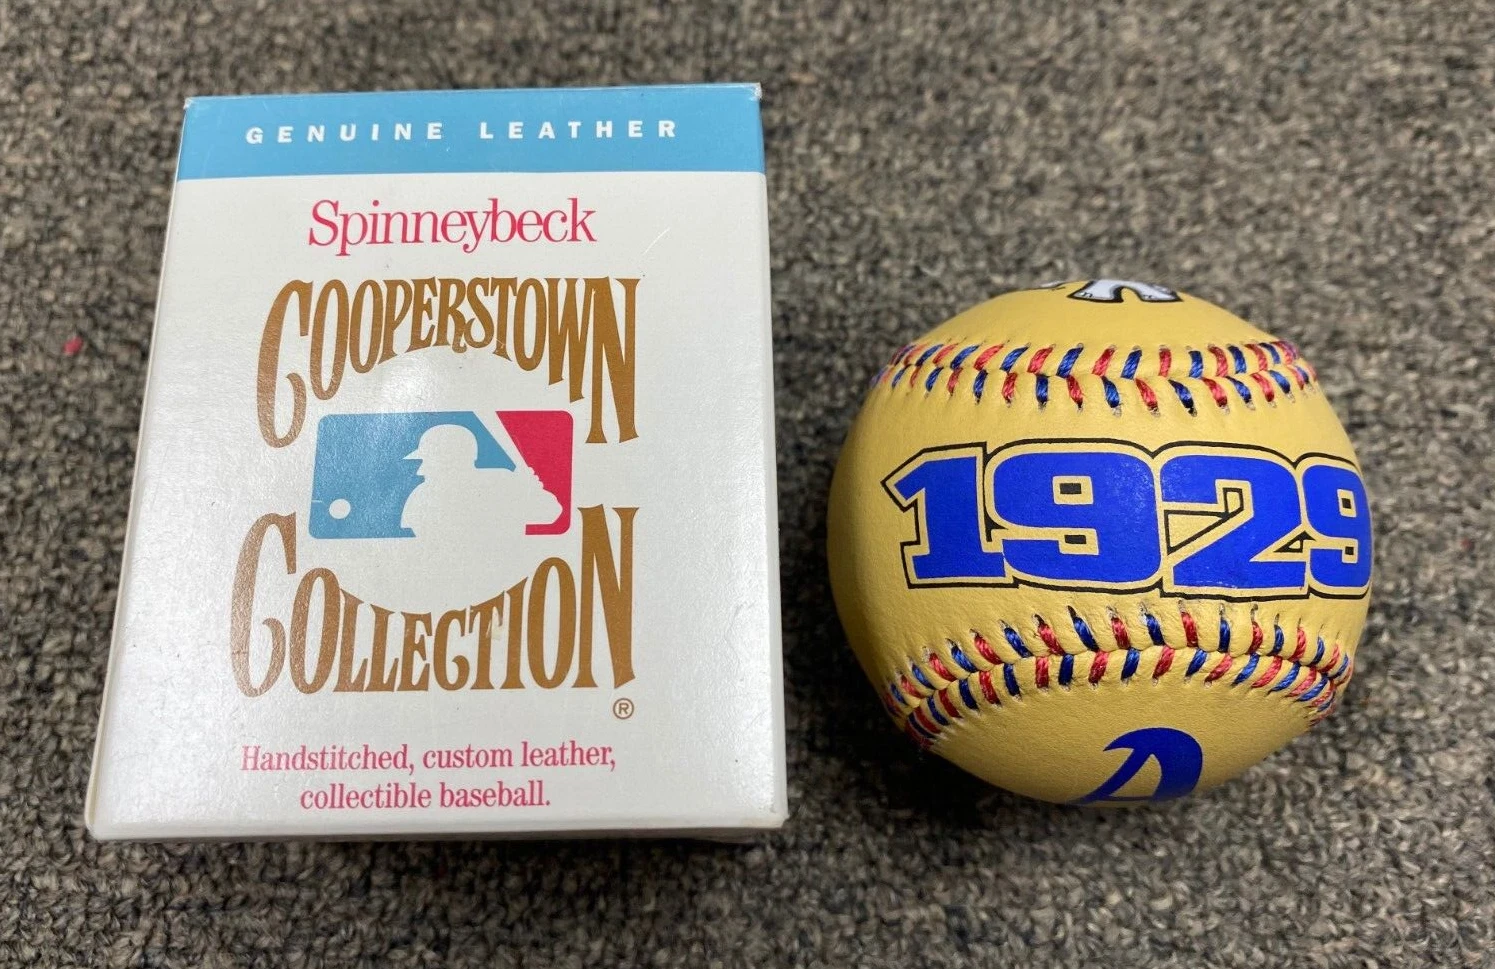 GENUINE LEATHER
Spinneybeck
COOPERSTOWN
COLLECTION
®
Handstitched, custom leather,
collectible baseball.
1929
A